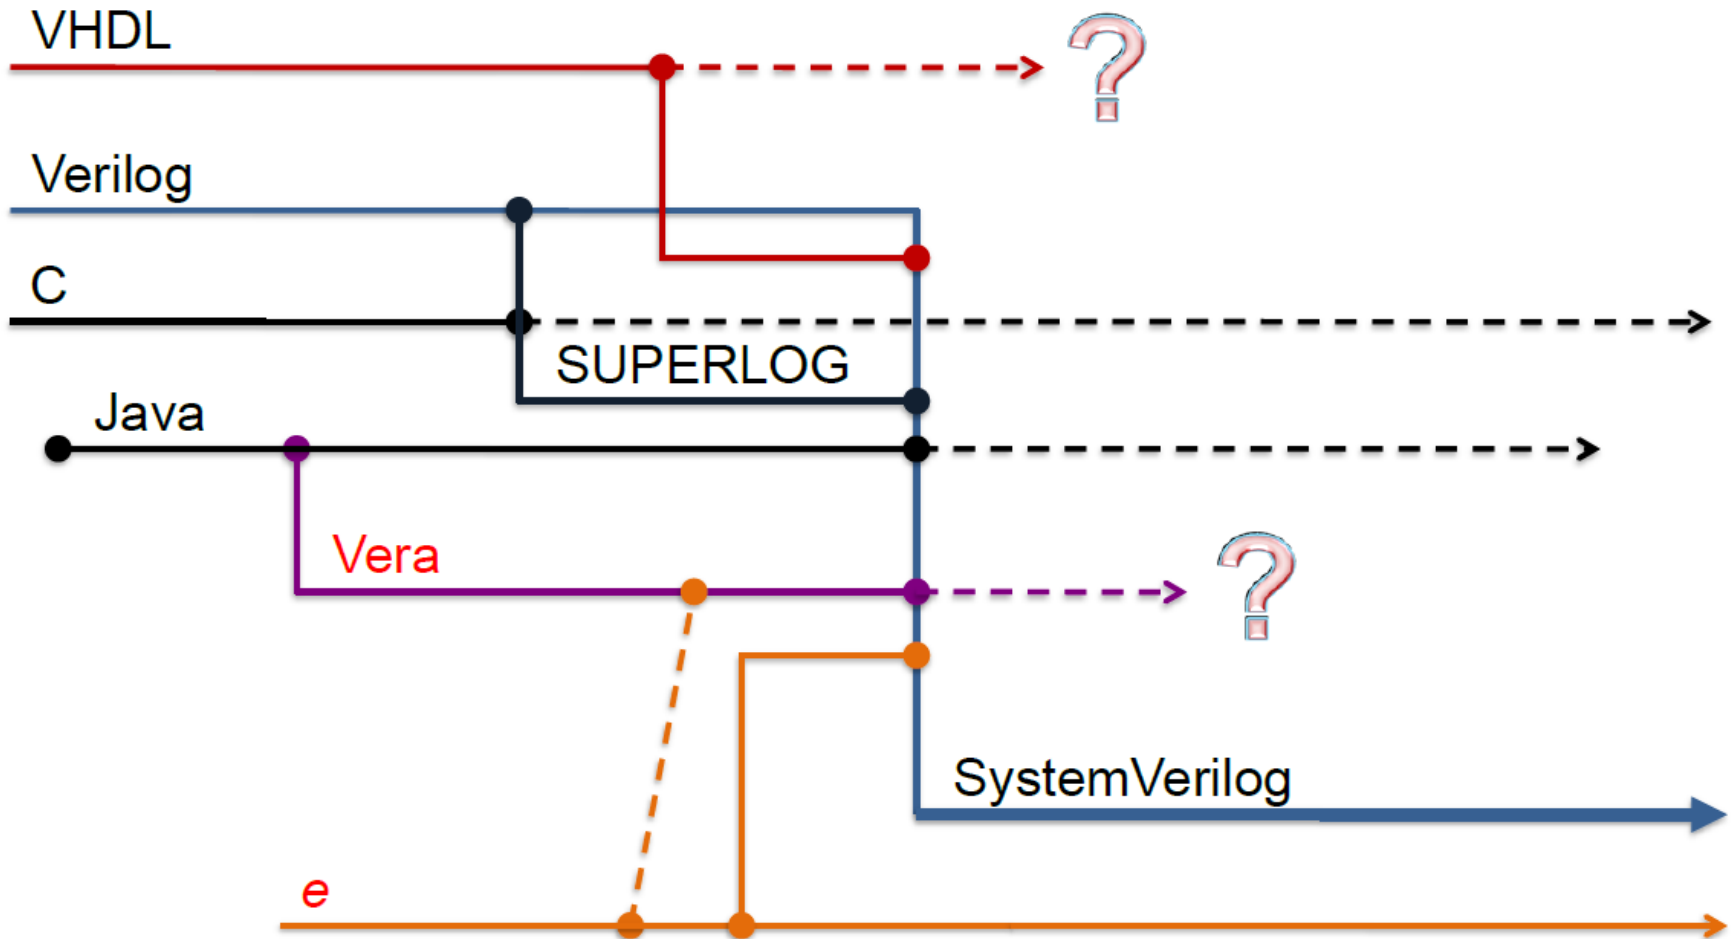 VHDL
?
Verilog
C
SUPERLOG
Java
Vera
?
SystemVerilog
e